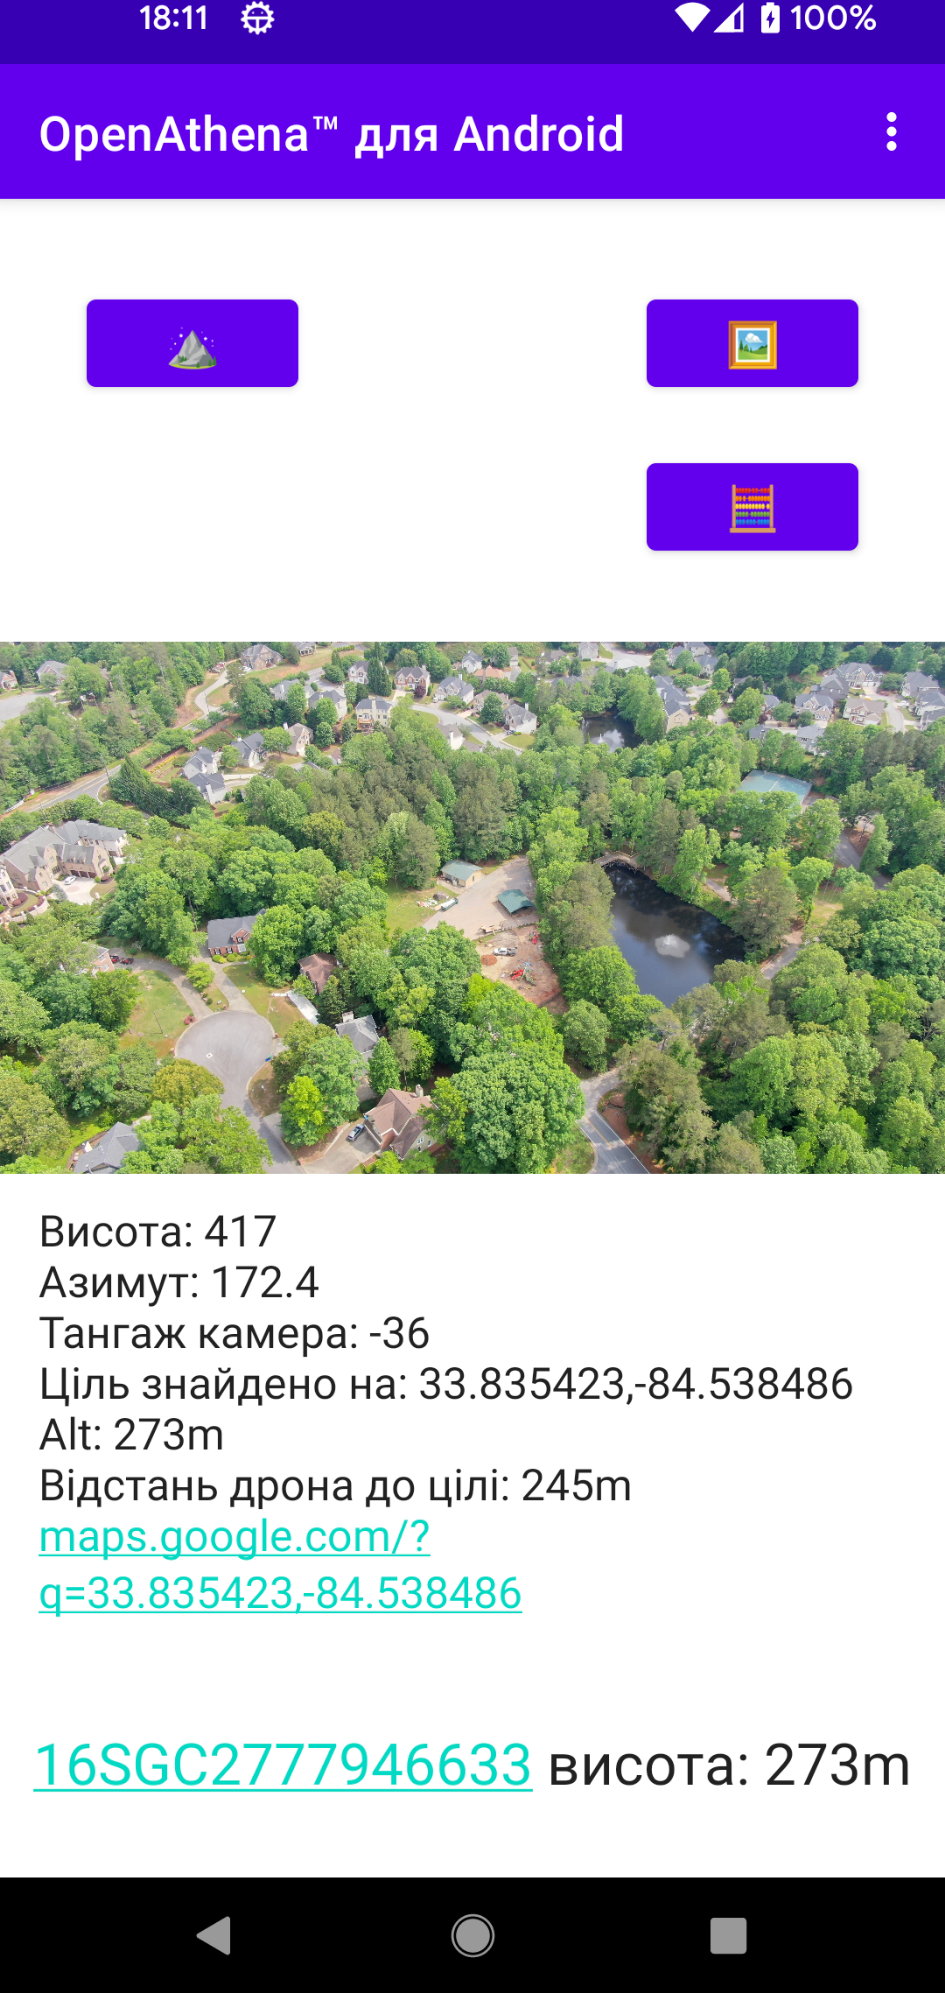 18:11
100%
OpenAthena™ для Android
Висота: 417
Азимут: 172.4
Тангаж камера: -36
Ціль знайдено на: 33.835423,-84.538486
Alt: 273m
Відстань дрона до цілі: 245m
maps.google.com/?
q=33.835423,-84.538486
16SGC2777946633 висота: 273m